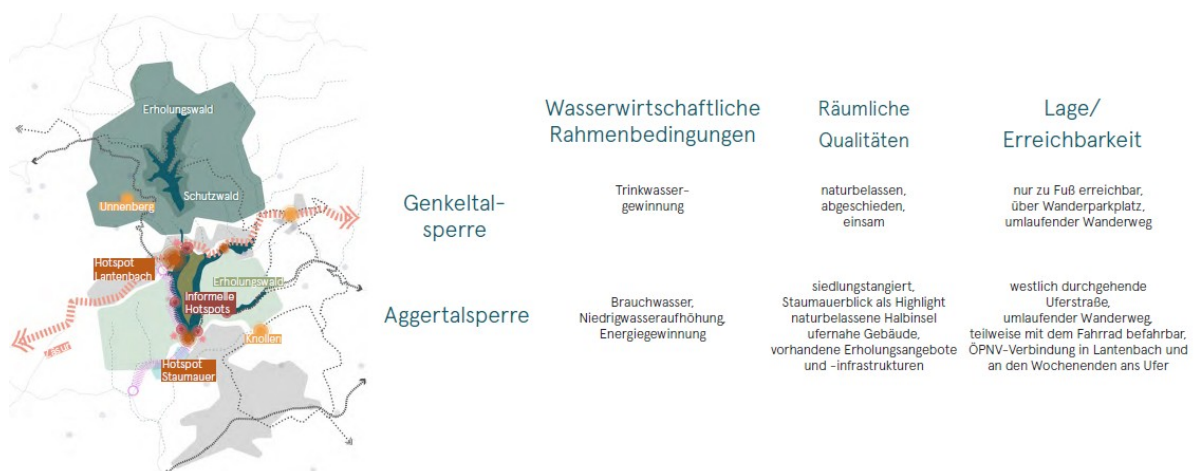 Erholungswald
Schutzwald
Unnenberg
Hotspot
Lantenbach
Erholungswald
Informelle
Hotspots
Knollen
Hotspot
Staumauer
Wasserwirtschaftliche
Rahmenbedingungen
Räumliche
Qualitäten
Lage/
Erreichbarkeit
Genkeltal-
sperre
Trinkwasser-
gewinnung
naturbelassen,
abgeschieden,
einsam
nur zu Fuß erreichbar,
über Wanderparkplatz,
umlaufender Wanderweg
Aggertalsperre
Brauchwasser,
Niedrigwasseraufhöhung,
Energiegewinnung
siedlungstangiert,
Staumauerblick als Highlight
naturbelassene Halbinsel
ufernahe Gebäude,
vorhandene Erholungsangebote
und -infrastrukturen
westlich durchgehende
Uferstraße,
umlaufender Wanderweg,
teilweise mit dem Fahrrad befahrbar,
ÖPNV-Verbindung in Lantenbach und
an den Wochenenden ans Ufer